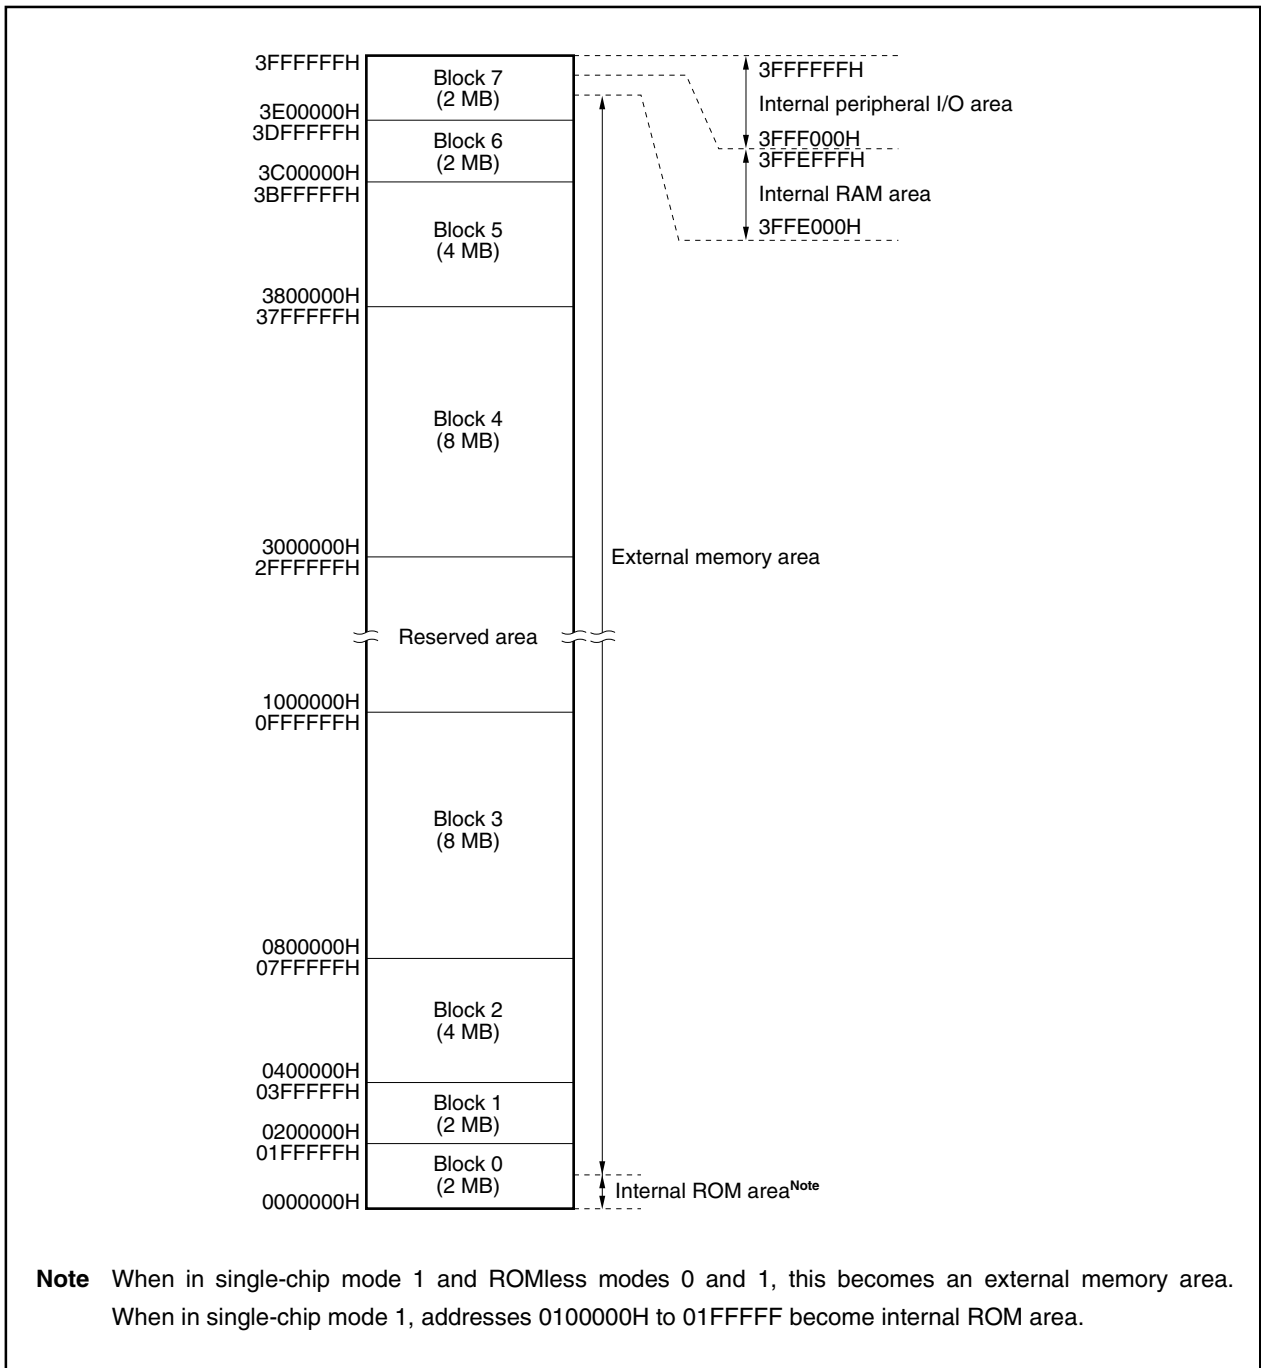 3FFFFFFH
Block 7
(2 MB)
3E00000H
3DFFFFFH
Block 6
(2 MB)
3C00000H
3BFFFFFH
Block 5
(4 MB)
3800000H
37FFFFFH
Block 4
(8 MB)
3000000H
2FFFFFFH
Reserved area
1000000H
0FFFFFFH
Block 3
(8 MB)
0800000H
07FFFFFH
Block 2
(4 MB)
0400000H
03FFFFFH
Block 1
(2 MB)
0200000H
01FFFFFH
Block 0
(2 MB)
0000000H
3FFFFFFH
Internal peripheral I/O area
3FFF000H
3FFEFFFH
Internal RAM area
3FFE000H
External memory area
Internal ROM areaNote
Note When in single-chip mode 1 and ROMless modes 0 and 1, this becomes an external memory area.
When in single-chip mode 1, addresses 0100000H to 01FFFFF become internal ROM area.